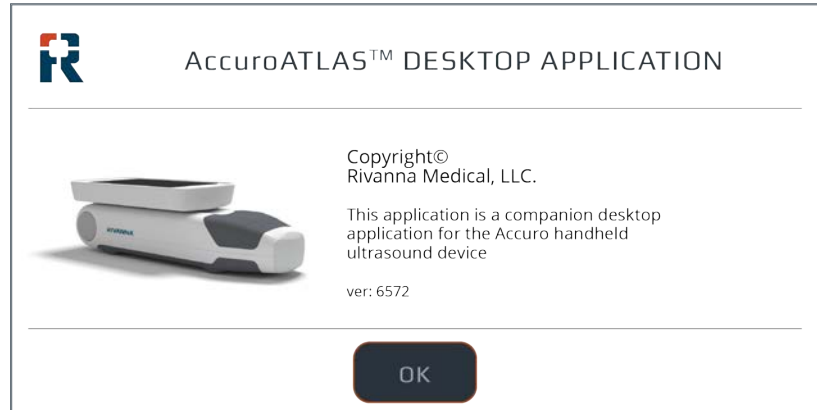 AccuroATLAS™ DESKTOP APPLICATION
Copyright©
Rivanna Medical, LLC.
This application is a companion desktop
application for the Accuro handheld
ultrasound device
RIVANNA
ver: 6572
OK